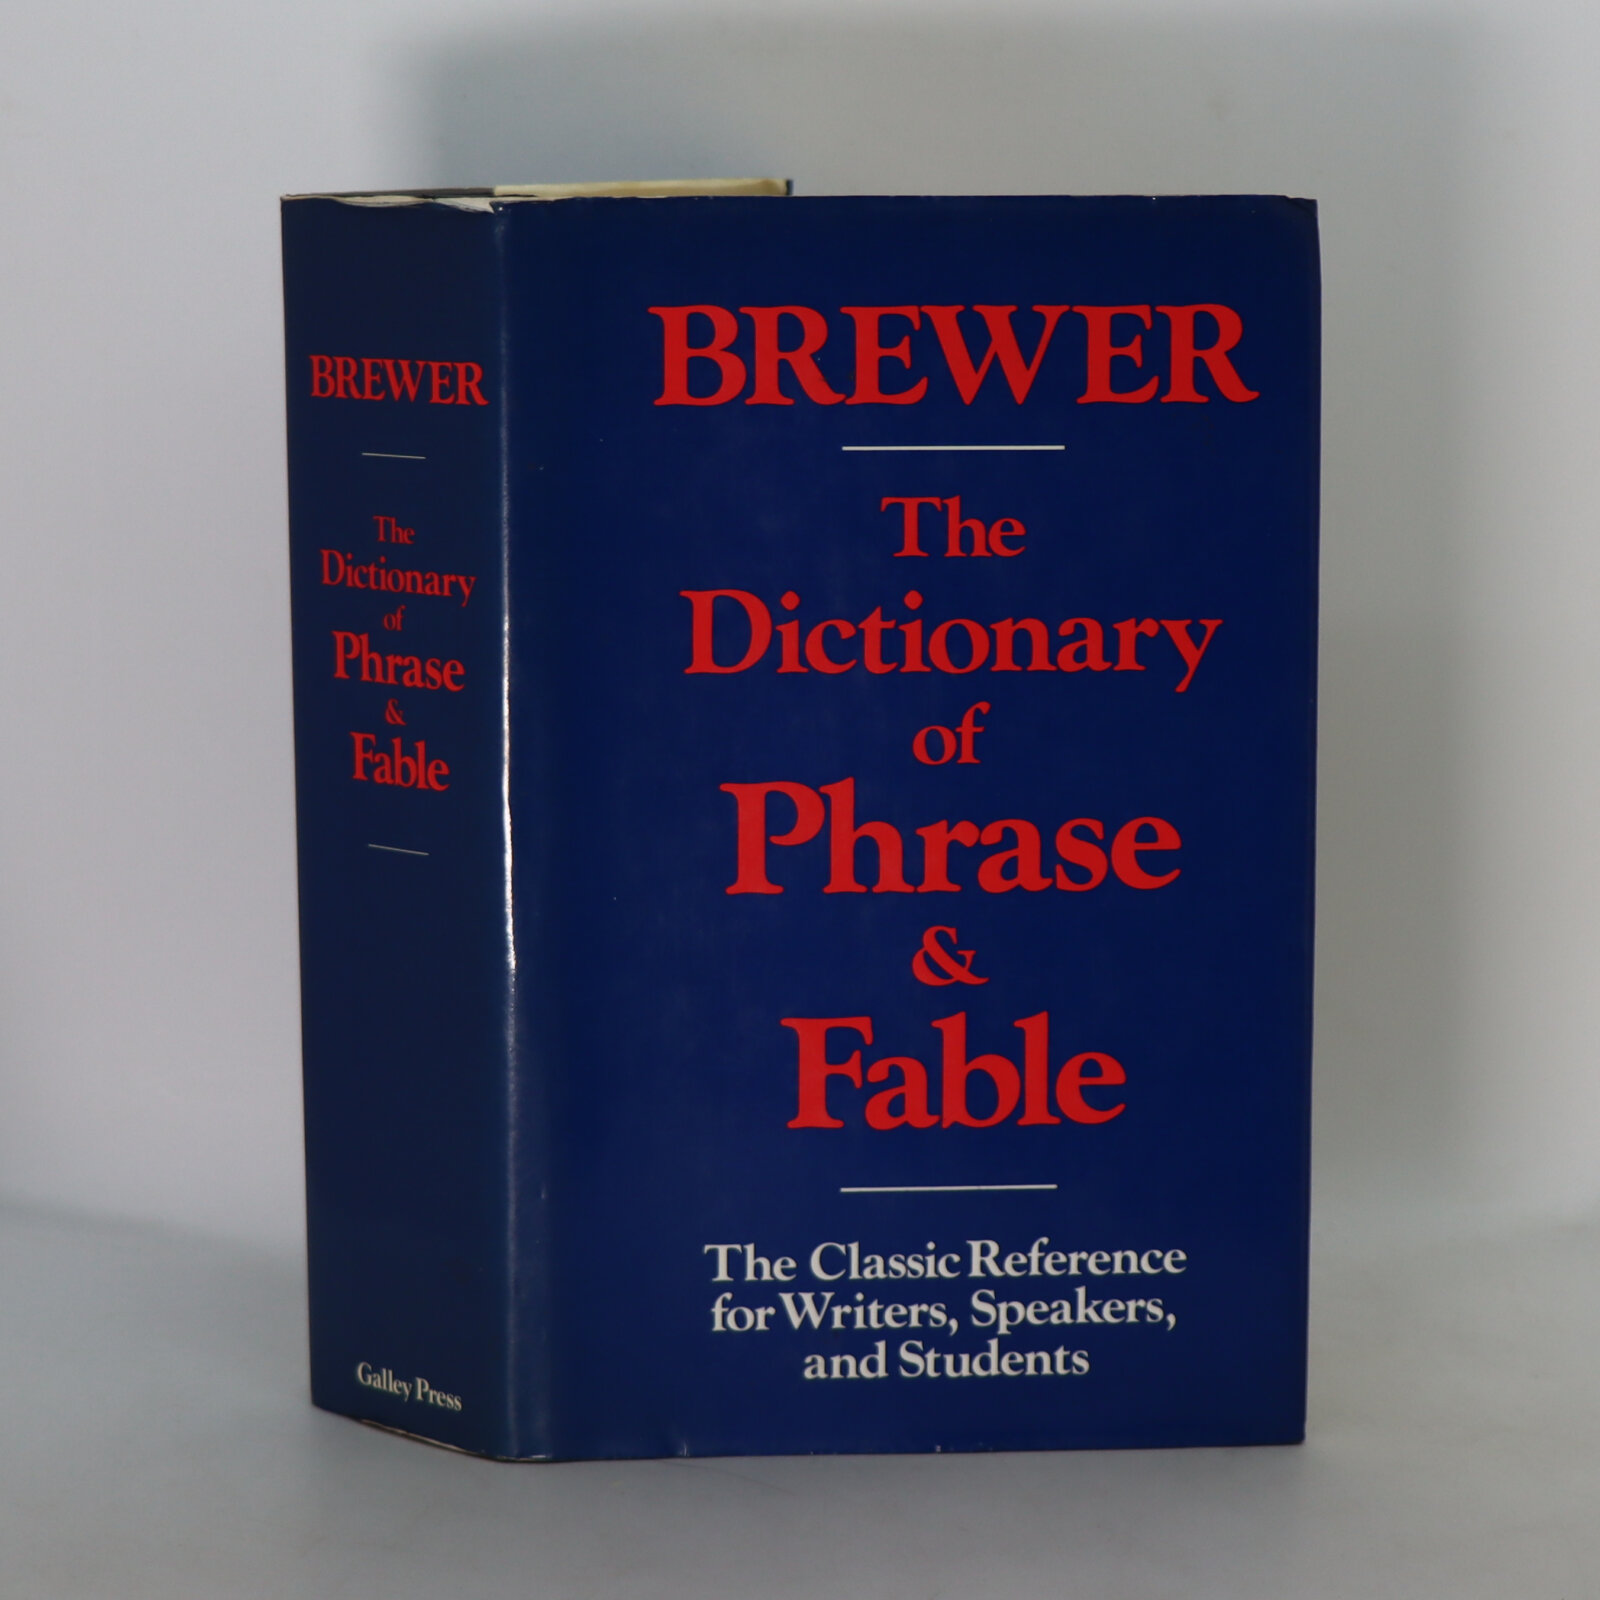 BREWER
The
Dictionary
of
Phrase
&
Fable
Galley Press
BREWER
The
Dictionary
of
Phrase
&
Fable
The Classic Reference
for Writers, Speakers,
and Students